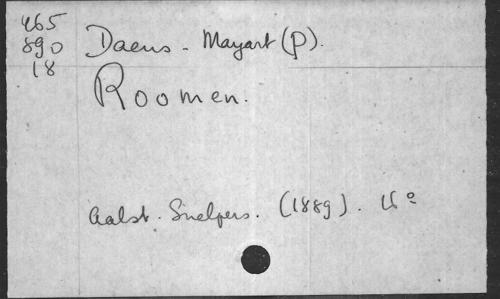 465
890
18
Daens - Mayart (P).
Roomen.
Aalst. Snelpers. (1889). 16°